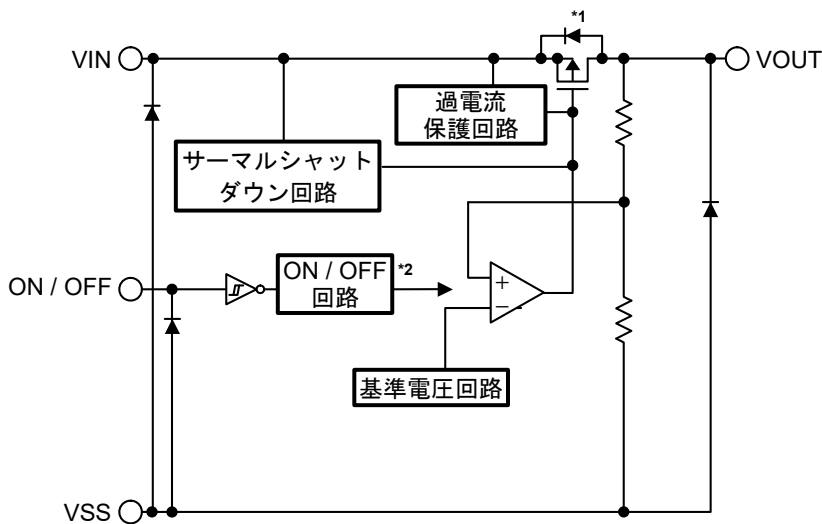 *1
VIN
VOUT
過電流
保護回路
サーマルシャット
ダウン回路
ON / OFF
ON / OFF
回路
*2
+
−
基準電圧回路
VSS